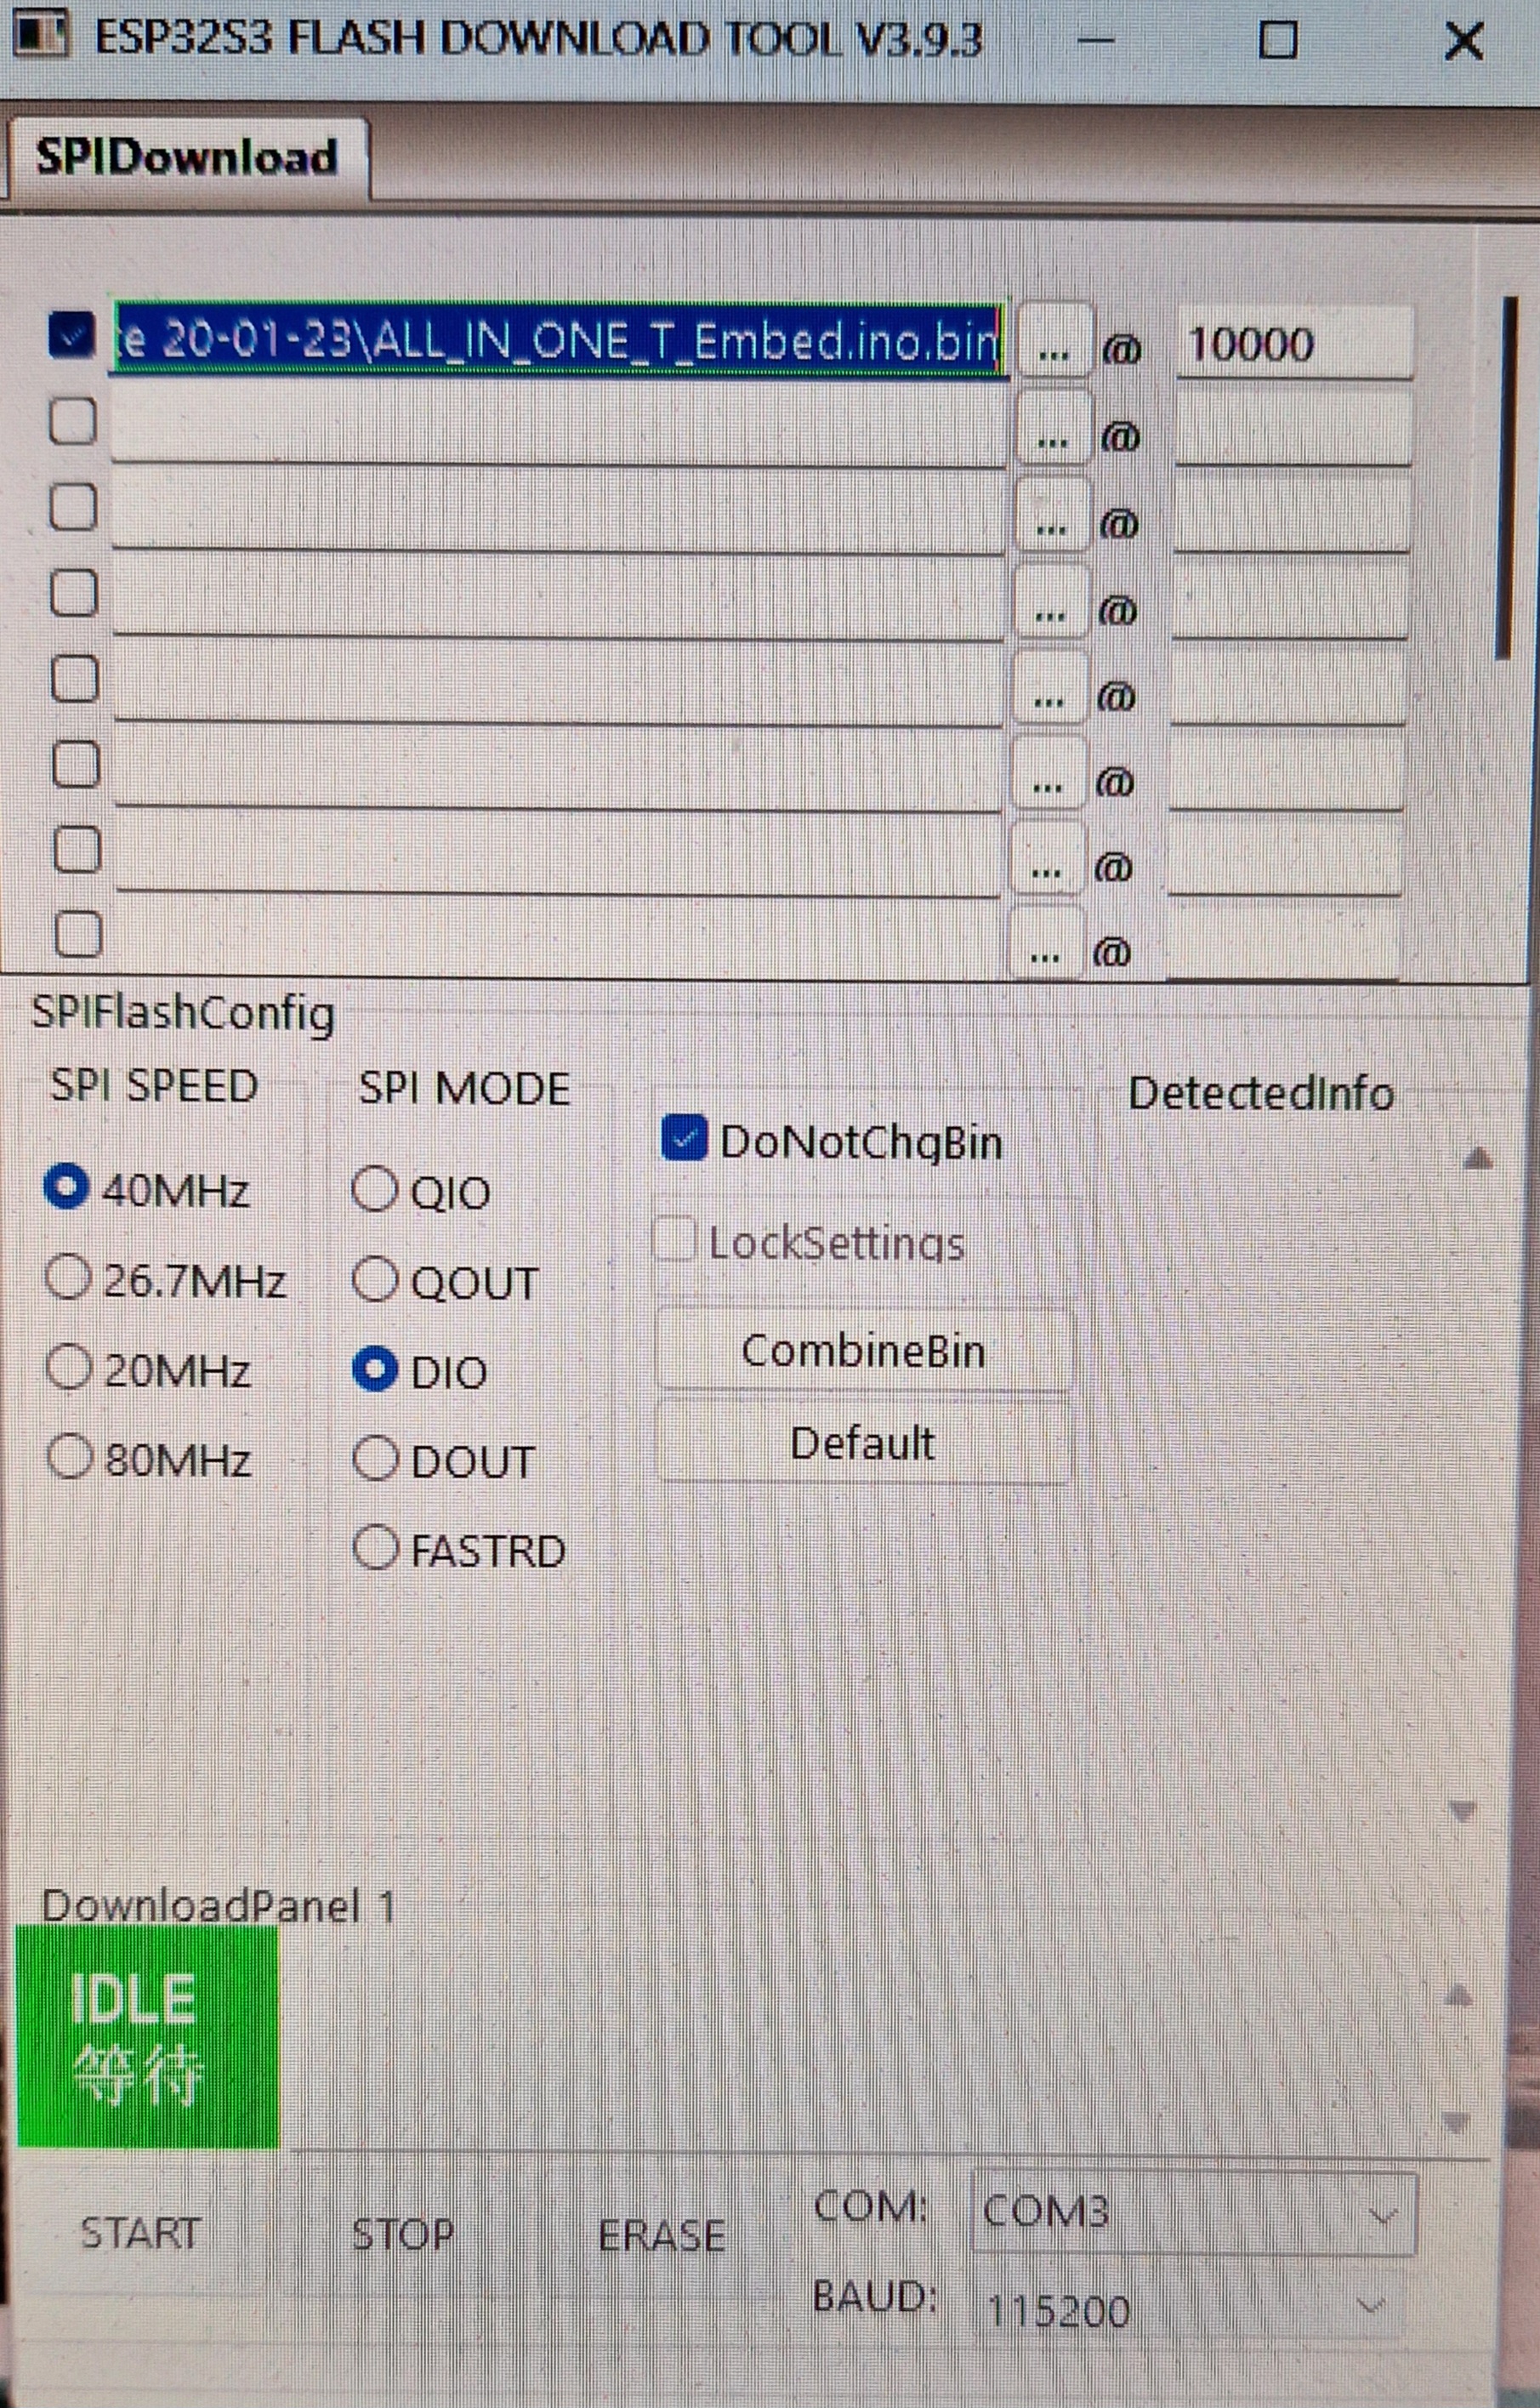 ESP32S3 FLASH DOWNLOAD TOOL V3.9.3
SPIDownload
e 20-01-23\ALL_IN_ONE_T_Embed.ino.bin ... @ 10000
... @
... @
... @
... @
... @
... @
... @
SPIFlashConfig
SPI SPEED
40MHz
26.7MHz
20MHz
80MHz
SPI MODE
QIO
QOUT
DIO
DOUT
FASTRD
DoNotChgBin
LockSettings
CombineBin
Default
DetectedInfo
DownloadPanel 1
IDLE
等待
START STOP ERASE
COM: COM3
BAUD: 115200